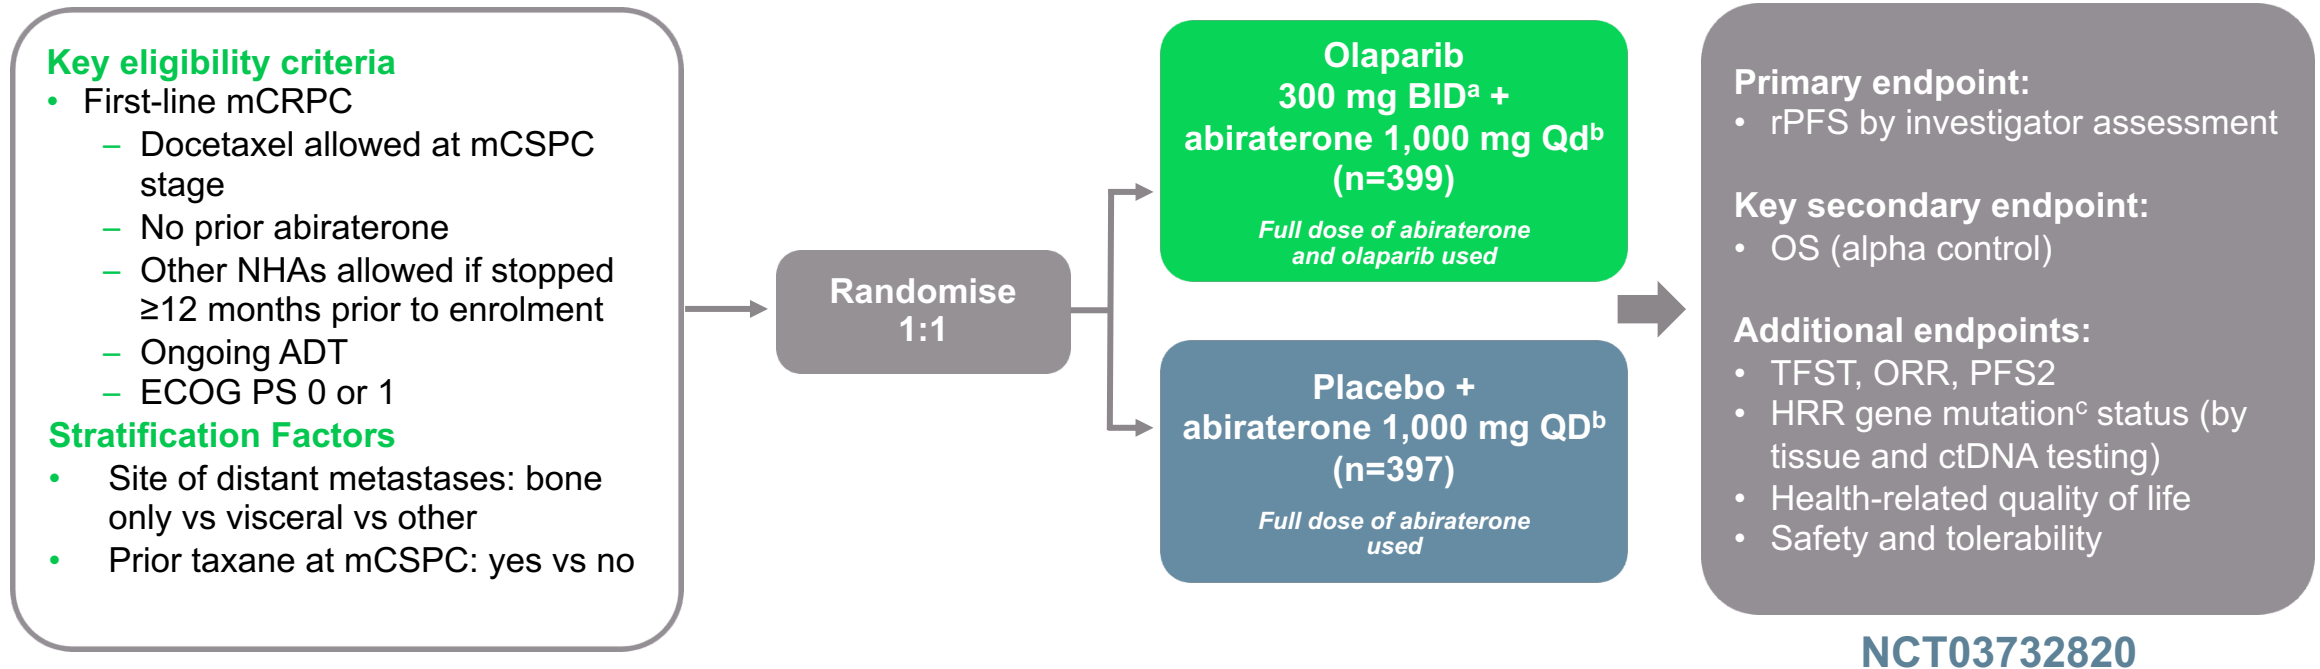 Key eligibility criteria
• First-line mCRPC
– Docetaxel allowed at mCSPC
stage
– No prior abiraterone
– Other NHAs allowed if stopped
≥12 months prior to enrolment
– Ongoing ADT
– ECOG PS 0 or 1
Stratification Factors
• Site of distant metastases: bone
only vs visceral vs other
• Prior taxane at mCSPC: yes vs no
Randomise
1:1
Olaparib
300 mg BIDᵃ +
abiraterone 1,000 mg Qdᵇ
(n=399)
Full dose of abiraterone
and olaparib used
Placebo +
abiraterone 1,000 mg QDᵇ
(n=397)
Full dose of abiraterone
used
Primary endpoint:
• rPFS by investigator assessment
Key secondary endpoint:
• OS (alpha control)
Additional endpoints:
• TFST, ORR, PFS2
• HRR gene mutationᶜ status (by
tissue and ctDNA testing)
• Health-related quality of life
• Safety and tolerability
NCT03732820